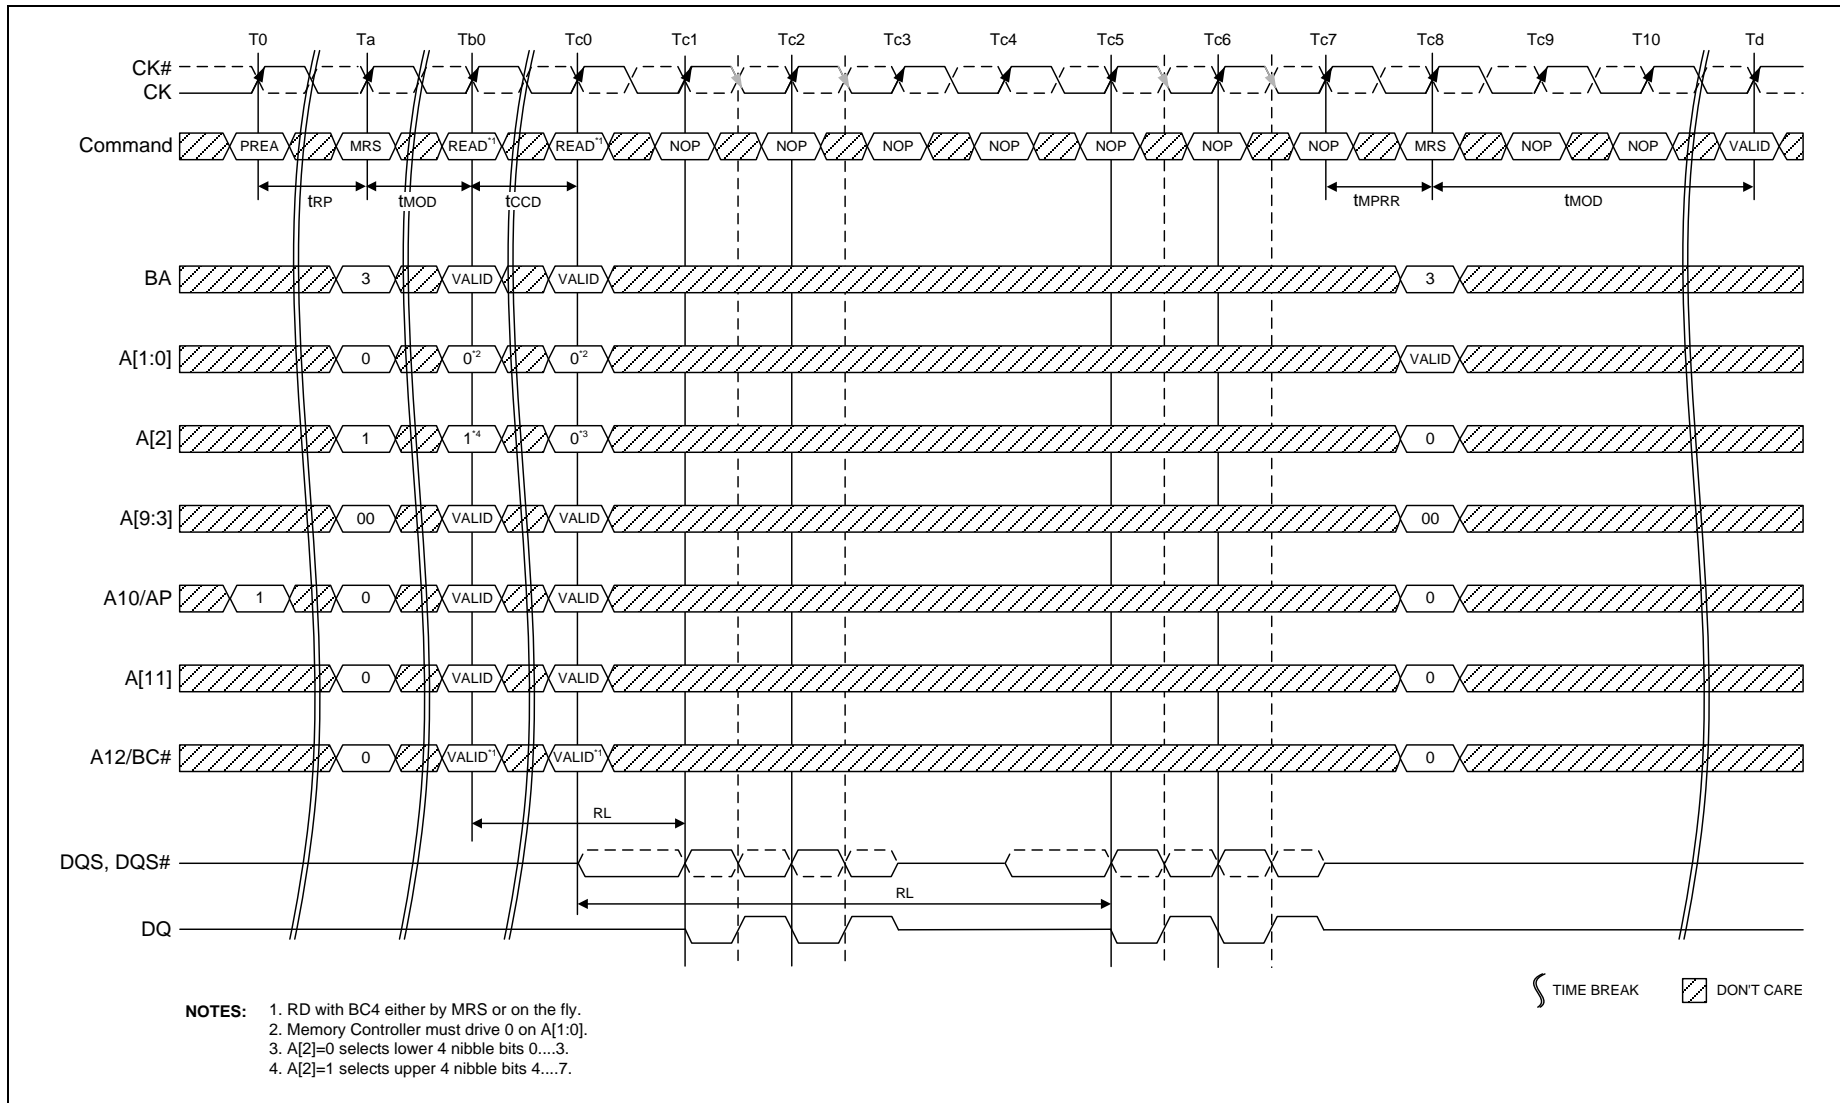 T0 Ta Tb0 Tc0 Tc1 Tc2 Tc3 Tc4 Tc5 Tc6 Tc7 Tc8 Tc9 T10 Td
CK#
CK
Command PREA MRS READ*1 READ*1 NOP NOP NOP NOP NOP NOP NOP MRS NOP NOP VALID
tRP tMOD tCCD tMPRR tMOD
BA 3 VALID VALID 3
A[1:0] 0*2 0*2 VALID
A[2] 1 1*4 0*3 0
A[9:3] 00 VALID VALID 00
A10/AP 1 0 VALID VALID 0
A[11] 0 VALID VALID 0
A12/BC# 0 VALID*1 VALID*1 0
RL
DQS, DQS#
RL
DQ
TIME BREAK DON'T CARE
NOTES: 1. RD with BC4 either by MRS or on the fly.
2. Memory Controller must drive 0 on A[1:0].
3. A[2]=0 selects lower 4 nibble bits 0....3.
4. A[2]=1 selects upper 4 nibble bits 4....7.